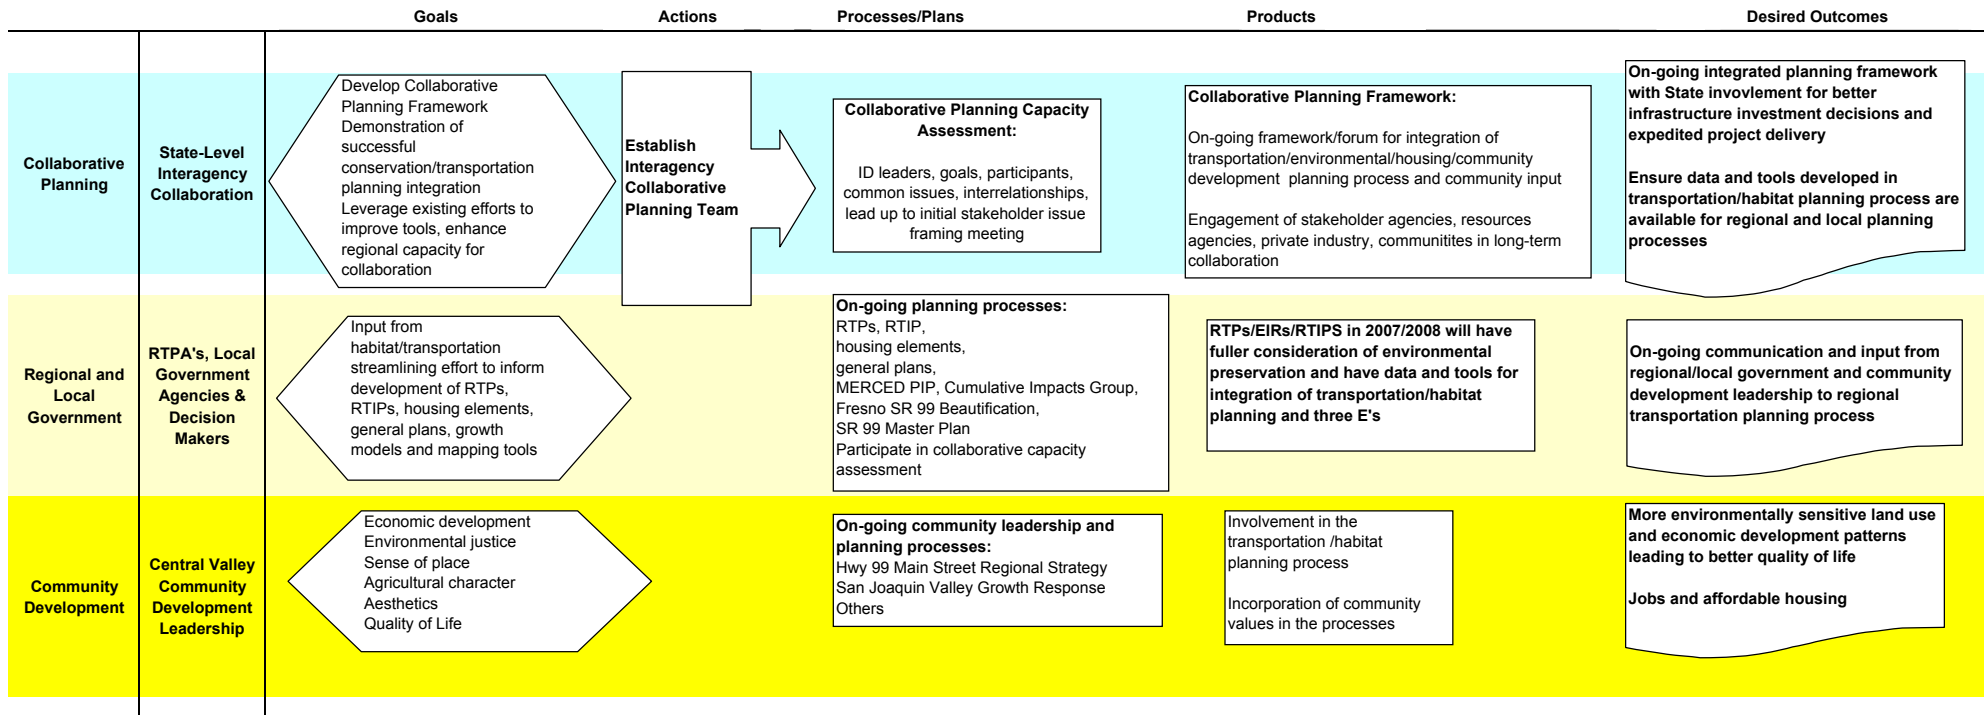 Goals
Actions
Processes/Plans
Products
Desired Outcomes
Collaborative
Planning
State-Level
Interagency
Collaboration
Develop Collaborative
Planning Framework
Demonstration of
successful
conservation/transportation
planning integration
Leverage existing efforts to
improve tools, enhance
regional capacity for
collaboration
Establish
Interagency
Collaborative
Planning Team
Collaborative Planning Capacity
Assessment:
ID leaders, goals, participants,
common issues, interrelationships,
lead up to initial stakeholder issue
framing meeting
Collaborative Planning Framework:
On-going framework/forum for integration of
transportation/environmental/housing/community
development planning process and community input
Engagement of stakeholder agencies, resources
agencies, private industry, communitites in long-term
collaboration
On-going integrated planning framework
with State invovlement for better
infrastructure investment decisions and
expedited project delivery
Ensure data and tools developed in
transportation/habitat planning process are
available for regional and local planning
processes
Regional and
Local
Government
RTPA's, Local
Government
Agencies &
Decision
Makers
Input from
habitat/transportation
streamlining effort to inform
development of RTPs,
RTIPs, housing elements,
general plans, growth
models and mapping tools
On-going planning processes:
RTPs, RTIP,
housing elements,
general plans,
MERCED PIP, Cumulative Impacts Group,
Fresno SR 99 Beautification,
SR 99 Master Plan
Participate in collaborative capacity
assessment
RTPs/EIRs/RTIPS in 2007/2008 will have
fuller consideration of environmental
preservation and have data and tools for
integration of transportation/habitat
planning and three E's
On-going communication and input from
regional/local government and community
development leadership to regional
transportation planning process
Community
Development
Central Valley
Community
Development
Leadership
Economic development
Environmental justice
Sense of place
Agricultural character
Aesthetics
Quality of Life
On-going community leadership and
planning processes:
Hwy 99 Main Street Regional Strategy
San Joaquin Valley Growth Response
Others
Involvement in the
transportation /habitat
planning process
Incorporation of community
values in the processes
More environmentally sensitive land use
and economic development patterns
leading to better quality of life
Jobs and affordable housing